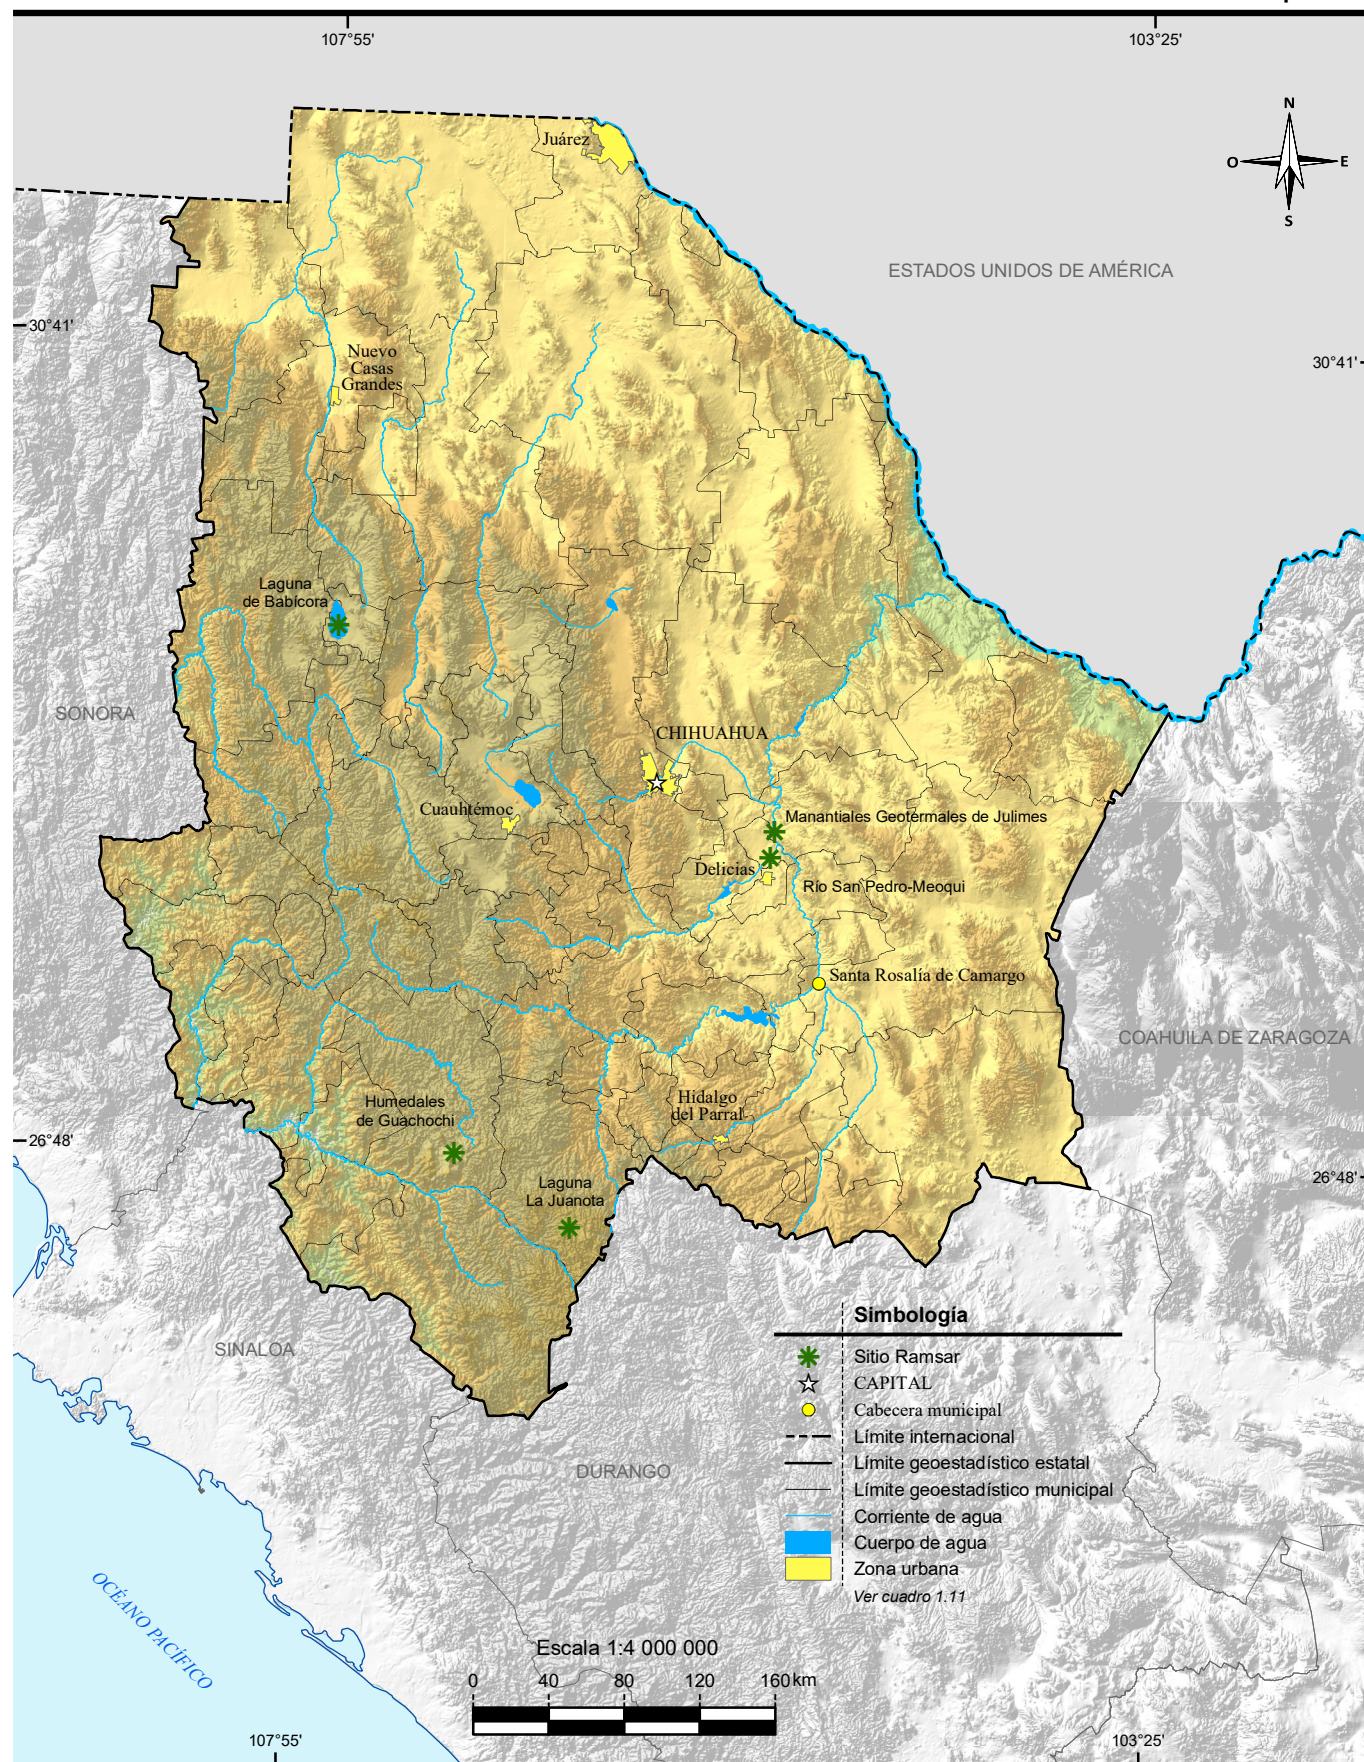 107°55'
103°25'
N
O
E
S
Juárez
ESTADOS UNIDOS DE AMÉRICA
30°41'
30°41'
Nuevo
Casas
Grandes
Laguna
de Babícora
SONORA
CHIHUAHUA
Cuauhtémoc
Manantiales Geotermales de Julimes
Delicias
Río San Pedro-Meoqui
Santa Rosalía de Camargo
COAHUILA DE ZARAGOZA
Hidalgo
del Parral
Humedales
de Guachochi
26°48'
26°48'
Laguna
La Juanota
SINALOA
DURANGO
OCÉANO PACÍFICO
Simbología
Sitio Ramsar
CAPITAL
Cabecera municipal
Límite internacional
Límite geoestadístico estatal
Límite geoestadístico municipal
Corriente de agua
Cuerpo de agua
Zona urbana
Ver cuadro 1.11
Escala 1:4 000 000
0 40 80 120 160 km
107°55'
103°25'